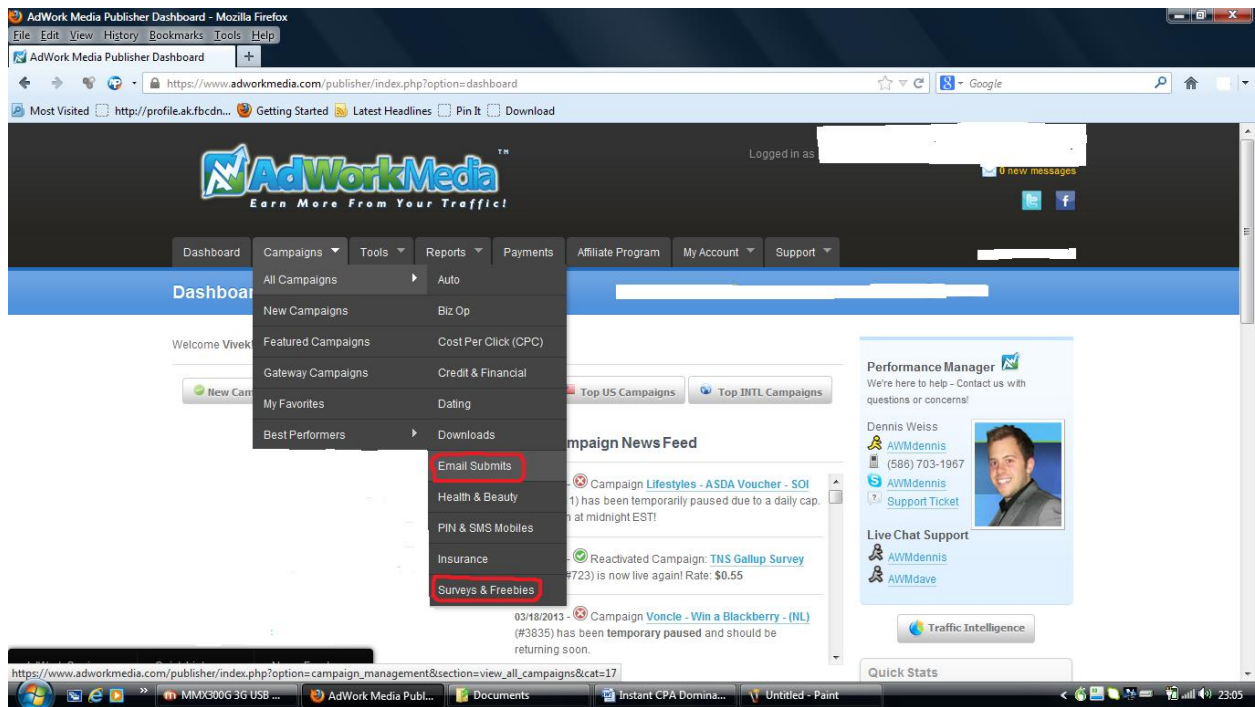 AdWork Media Publisher Dashboard - Mozilla Firefox
File Edit View History Bookmarks Tools Help
AdWork Media Publisher Dashboard +
https://www.adworkmedia.com/publisher/index.php?option=dashboard
Google
Most Visited http://profile.ak.fbcdn... Getting Started Latest Headlines Pin It Download
AdWorkMedia TM
Earn More From Your Traffic!
Logged in as
0 new messages
Dashboard Campaigns Tools Reports Payments Affiliate Program My Account Support
Dashboar
All Campaigns
New Campaigns
Featured Campaigns
Gateway Campaigns
My Favorites
Best Performers
Auto
Biz Op
Cost Per Click (CPC)
Credit & Financial
Dating
Downloads
Email Submits
Health & Beauty
PIN & SMS Mobiles
Insurance
Surveys & Freebies
Welcome Vivek!
New Cam
Top US Campaigns
Top INTL Campaigns
mpaign News Feed
- Campaign Lifestyles - ASDA Voucher - SOI
1) has been temporarily paused due to a daily cap.
at midnight EST!
- Reactivated Campaign: TNS Gallup Survey
#723) is now live again! Rate: $0.55
03/18/2013 - Campaign Voncle - Win a Blackberry - (NL)
(#3835) has been temporary paused and should be
returning soon.
Performance Manager
We're here to help - Contact us with
questions or concerns!
Dennis Weiss
AWMdennis
(586) 703-1967
AWMdennis
Support Ticket
Live Chat Support
AWMdennis
AWMdave
Traffic Intelligence
Quick Stats
https://www.adworkmedia.com/publisher/index.php?option=campaign_management&section=view_all_campaigns&cat=17
MMX300G 3G USB ... AdWork Media Publ... Documents Instant CPA Domina... Untitled - Paint 23:05